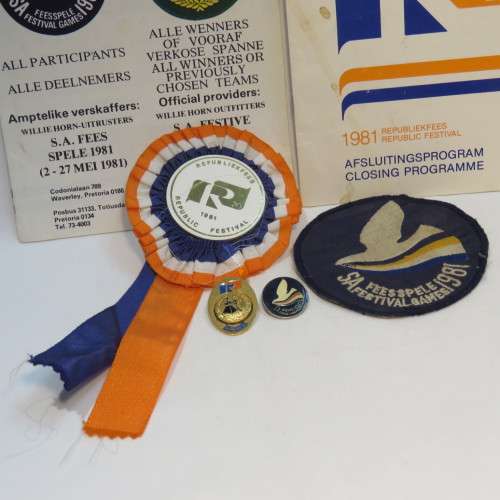 FEESSPELE
SA FESTIVAL GAMES 1981
ALL PARTICIPANTS
ALLE DEELNEMERS
Amptelike verskaffers:
WILLIE HORN-UITRUSTERS
S.A. FEES
SPELE 1981
(2 - 27 MEI 1981)
Codonialaan 78B
Waverley, Pretoria 0186
Posbus 31133, Totiusdal
Pretoria 0134
Tel. 73-4003
ALLE WENNERS
OF VOORAF
VERKOSE SPANNE
ALL WINNERS OR
PREVIOUSLY
CHOSEN TEAMS
Official providers:
WILLIE HORN OUTFITTERS
S.A. FESTIVE
1981 REPUBLIEKFEES
REPUBLIC FESTIVAL
AFSLUITINGSPROGRAM
CLOSING PROGRAMME
REPUBLIEKFEES
1981
REPUBLIC FESTIVAL
FEESSPELE
SA FESTIVAL GAMES 1981